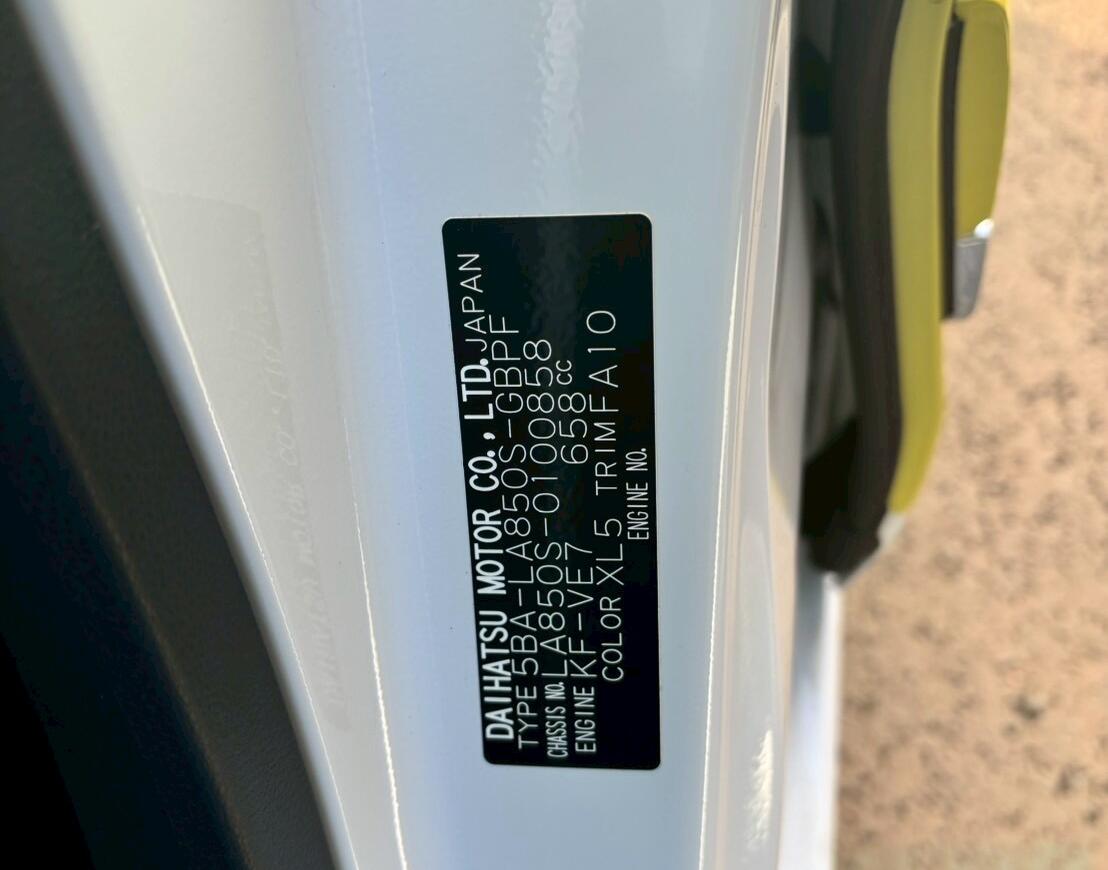 DAIHATSU MOTOR CO., LTD. JAPAN
TYPE 5BA-LA850S-GBPF
CHASSIS NO. LA850S-0100858
ENGINE KF-VE7 658cc
COLOR XL5 TRIM FA10
ENGINE NO.